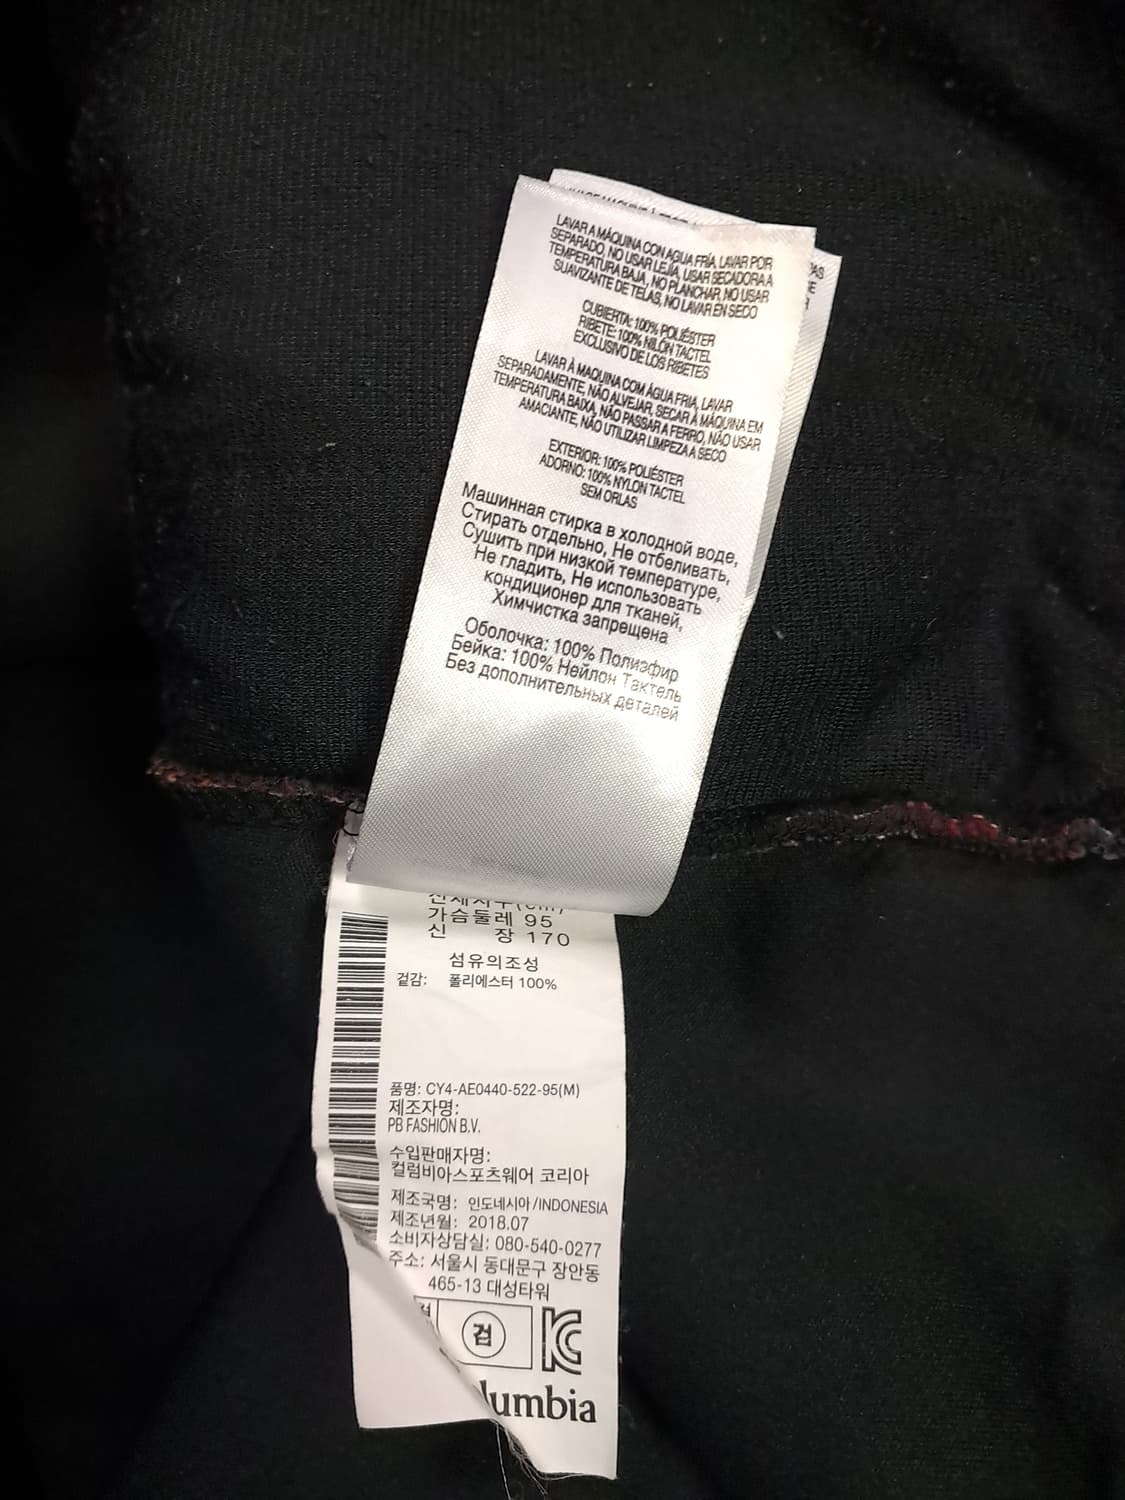 LAVAR A MÁQUINA CON AGUA FRÍA, LAVAR POR
SEPARADO, NO USAR LEJÍA, USAR SECADORA A
TEMPERATURA BAJA, NO PLANCHAR, NO USAR
SUAVIZANTE DE TELAS, NO LAVAR EN SECO
CUBIERTA: 100% POLIÉSTER
RIBETE: 100% NILÓN TACTEL
EXCLUSIVO DE LOS RIBETES
LAVAR À MAQUINA COM ÁGUA FRIA, LAVAR
SEPARADAMENTE, NÃO ALVEJAR, SECAR À MÁQUINA EM
TEMPERATURA BAIXA, NÃO PASSAR A FERRO, NÃO USAR
AMACIANTE, NÃO UTILIZAR LIMPEZA A SECO
EXTERIOR: 100% POLIÉSTER
ADORNO: 100% NYLON TACTEL
SEM ORLAS
Машинная стирка в холодной воде,
Стирать отдельно, Не отбеливать,
Сушить при низкой температуре,
Не гладить, Не использовать
кондиционер для тканей,
Химчистка запрещена
Оболочка: 100% Полиэфир
Бейка: 100% Нейлон Тактель
Без дополнительных деталей
가슴둘레 95
신 장 170
섬유의조성
겉감: 폴리에스터 100%
품명: CY4-AE0440-522-95(M)
제조자명:
PB FASHION B.V.
수입판매자명:
컬럼비아스포츠웨어 코리아
제조국명: 인도네시아/INDONESIA
제조년월: 2018.07
소비자상담실: 080-540-0277
주소: 서울시 동대문구 장안동
465-13 대성타워
검 KC
lumbia